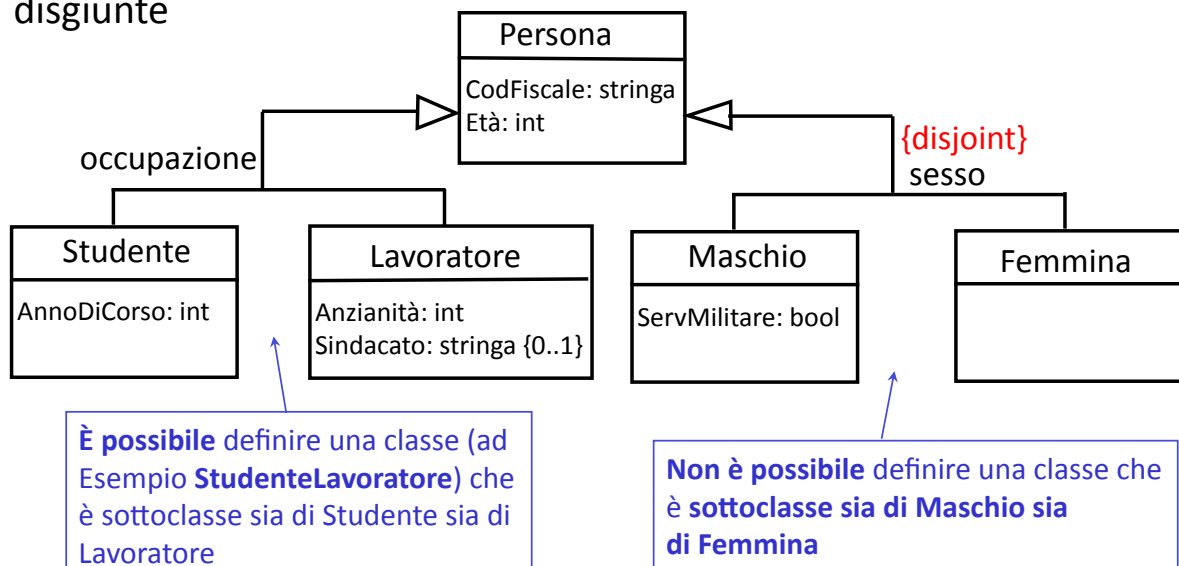 disgiunte
Persona
CodFiscale: stringa
Età: int
occupazione
{disjoint}
sesso
Studente
AnnoDiCorso: int
Lavoratore
Anzianità: int
Sindacato: stringa {0..1}
Maschio
ServMilitare: bool
Femmina
È possibile definire una classe (ad
Esempio StudenteLavoratore) che
è sottoclasse sia di Studente sia di
Lavoratore
Non è possibile definire una classe che
è sottoclasse sia di Maschio sia
di Femmina